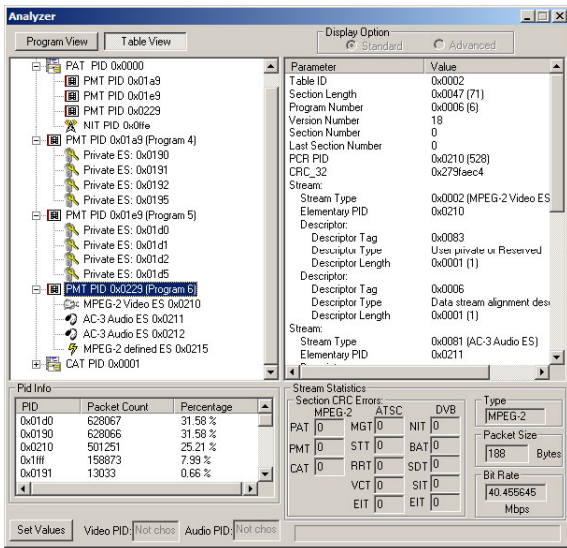 Analyzer
Program View
Table View
Display Option
Standard
Advanced
PAT PID 0x0000
PMT PID 0x01a9
PMT PID 0x01e9
PMT PID 0x0229
NIT PID 0x0ffe
PMT PID 0x01a9 (Program 4)
Private ES: 0x0190
Private ES: 0x0191
Private ES: 0x0192
Private ES: 0x0195
PMT PID 0x01e9 (Program 5)
Private ES: 0x01d0
Private ES: 0x01d1
Private ES: 0x01d2
Private ES: 0x01d5
PMT PID 0x0229 (Program 6)
MPEG-2 Video ES 0x0210
AC-3 Audio ES 0x0211
AC-3 Audio ES 0x0212
MPEG-2 defined ES 0x0215
CAT PID 0x0001
Parameter Value
Table ID 0x0002
Section Length 0x0047 (71)
Program Number 0x0006 (6)
Version Number 18
Section Number 0
Last Section Number 0
PCR PID 0x0210 (528)
CRC_32 0x279faec4
Stream:
Stream Type 0x0002 (MPEG-2 Video ES
Elementary PID 0x0210
Descriptor:
Descriptor Tag 0x0083
Descriptor Type User private or Reserved
Descriptor Length 0x0001 (1)
Descriptor:
Descriptor Tag 0x0006
Descriptor Type Data stream alignment des
Descriptor Length 0x0001 (1)
Stream:
Stream Type 0x0081 (AC-3 Audio ES)
Elementary PID 0x0211
Pid Info
PID Packet Count Percentage
0x01d0 628067 31.58 %
0x0190 628066 31.58 %
0x0210 501251 25.21 %
0x1fff 158873 7.99 %
0x0191 13033 0.66 %
Stream Statistics
Section CRC Errors:
MPEG-2 ATSC DVB
PAT 0 MGT 0 NIT 0
PMT 0 STT 0 BAT 0
CAT 0 RRT 0 SDT 0
VCT 0 SIT 0
EIT 0 EIT 0
Type
MPEG-2
Packet Size
188 Bytes
Bit Rate
40.455645
Mbps
Set Values Video PID: Not chos Audio PID: Not chos